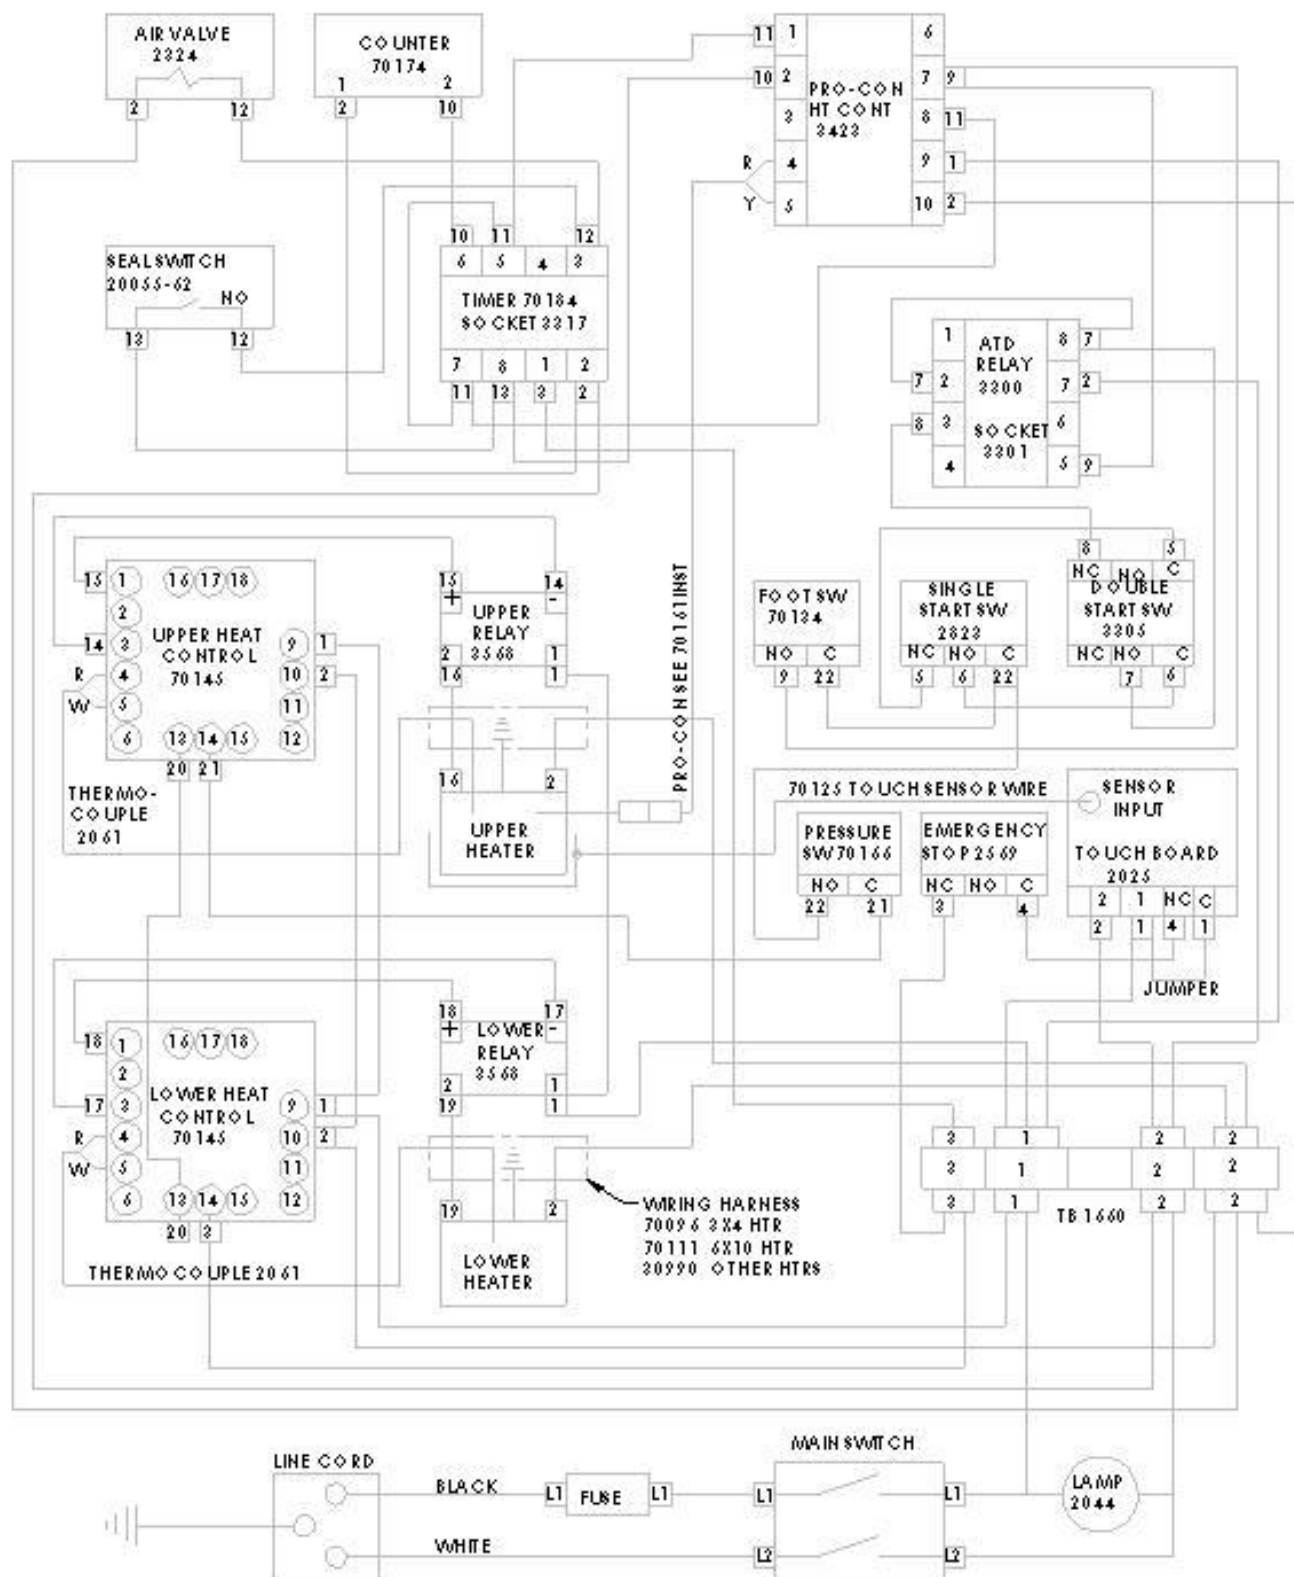 AIR VALVE
2324
2
12
COUNTER
70174
1 2
2
10
11 1 6
10 2 7 9
3 8 11
R 4 9 1
Y 5 10 2
PRO-CON
HT CONT
3423
SEAL SWITCH
20055-62
NO
13
12
10 11 12
6 5 4 3
TIMER 70184
SOCKET 3317
7 8 1 2
11 13 3 2
1 8 7
7 2 7 2
8 3 6
4 5 9
ATD
RELAY
3300
SOCKET
3301
15 1 16 17 18
2
14 3 9 1
R 4 10 2
W 5 11
6 13 14 15 12
20 21
UPPER HEAT
CONTROL
70145
THERMO-
COUPLE
2061
15 14
+ -
UPPER
RELAY
3568
2 1
16 1
16 2
UPPER
HEATER
PRO-CON SEE 70161 INST
FOOT SW
70134
NO C
9 22
SINGLE
START SW
2823
NC NO C
5 6 22
8 5
NC NO C
DOUBLE
START SW
3305
NC NO C
7 6
70125 TOUCH SENSOR WIRE
SENSOR
INPUT
TOUCH BOARD
2025
2 1 NC C
2 1 4 1
JUMPER
PRESSURE
SW 70166
NO C
22 21
EMERGENCY
STOP 2569
NC NO C
3 4
18 1 16 17 18
2
17 3 9 1
R 4 10 2
W 5 11
6 13 14 15 12
20 3
LOWER HEAT
CONTROL
70145
THERMOCOUPLE 2061
18 17
+ -
LOWER
RELAY
3568
2 1
19 1
19 2
LOWER
HEATER
WIRING HARNESS
70096 3X4 HTR
70111 6X10 HTR
30990 OTHER HTRS
3 1 2 2
3 1 2 2
3 1 2 2
TB 1660
LINE CORD
BLACK
L1 FUSE L1
WHITE
MAIN SWITCH
L1 L1
L2 L2
LAMP
2044